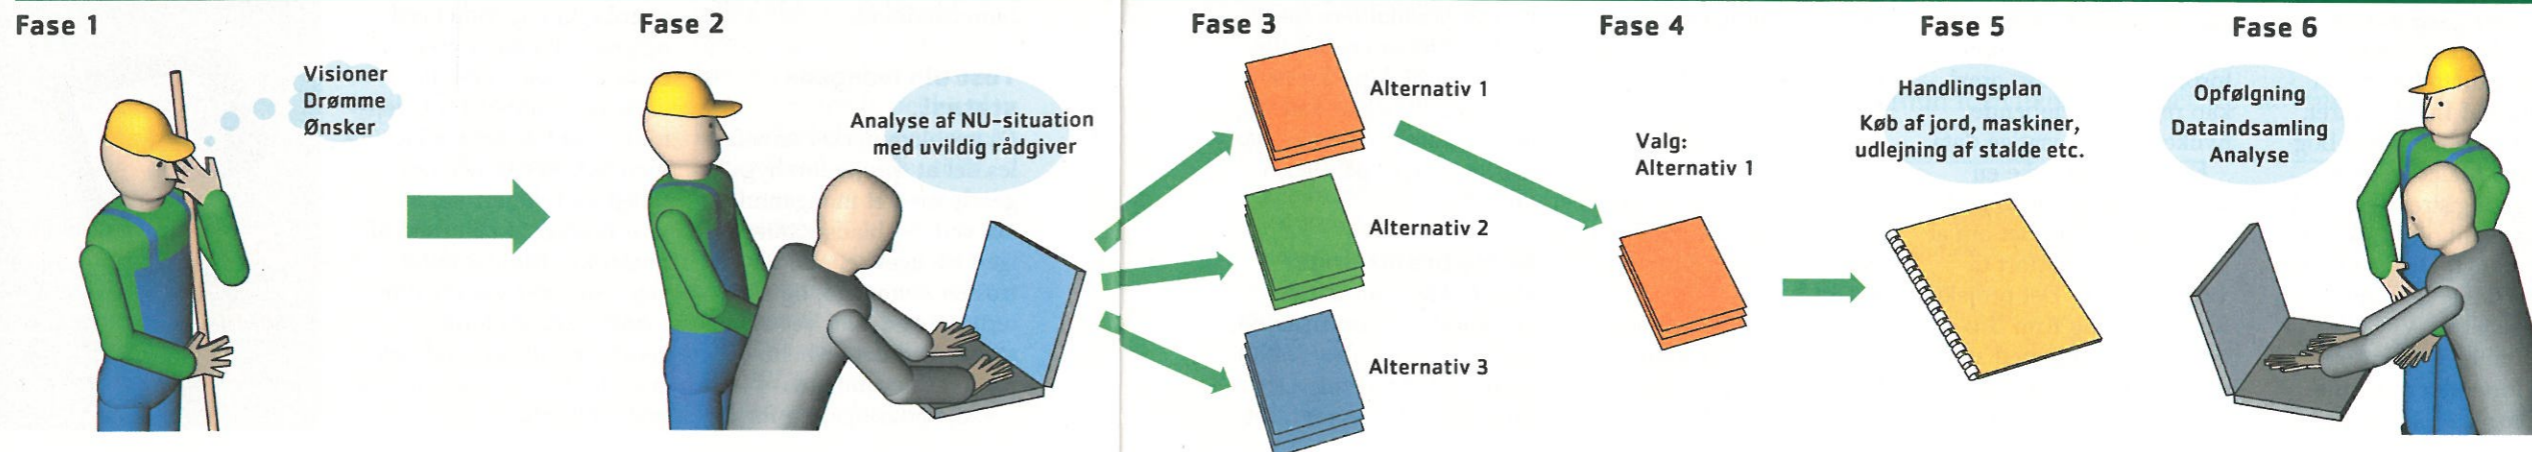 Fase 1
Visioner
Drømme
Ønsker
Fase 2
Analyse af NU-situation
med uvildig rådgiver
Fase 3
Alternativ 1
Alternativ 2
Alternativ 3
Fase 4
Valg:
Alternativ 1
Fase 5
Handlingsplan
Køb af jord, maskiner,
udlejning af stalde etc.
Fase 6
Opfølgning
Dataindsamling
Analyse